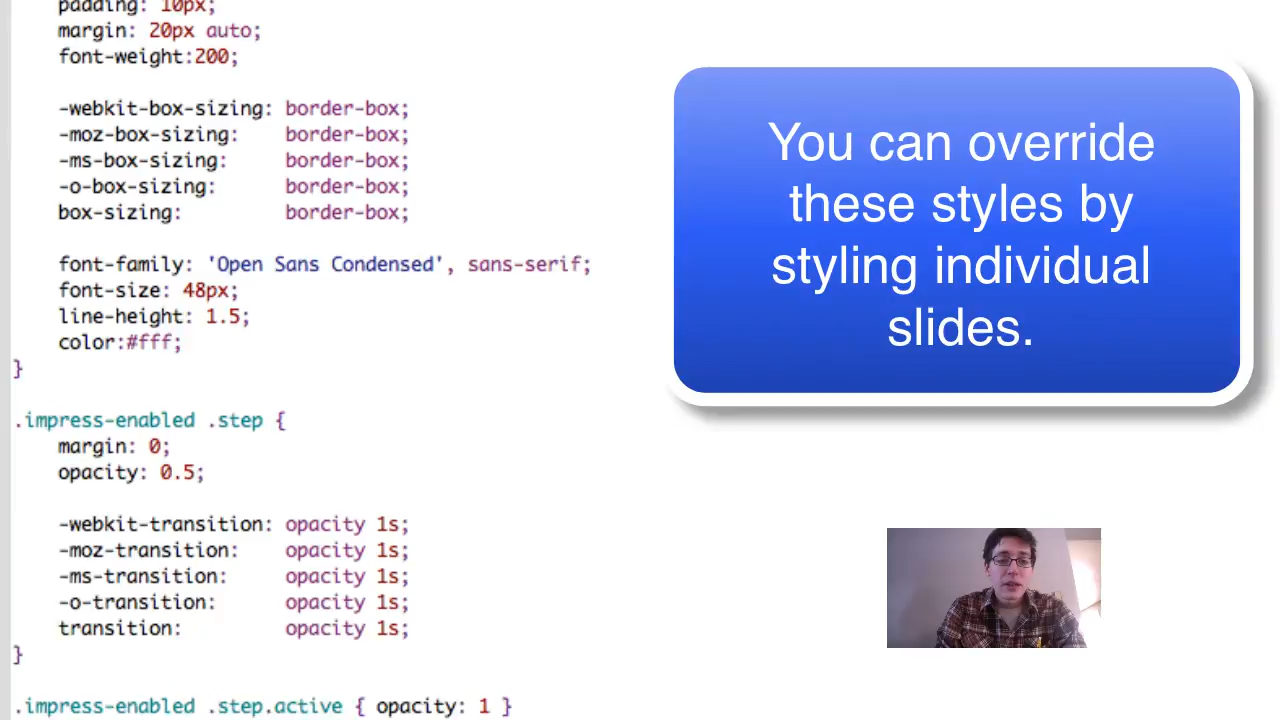 padding: 10px;
margin: 20px auto;
font-weight:200;
-webkit-box-sizing: border-box;
-moz-box-sizing: border-box;
-ms-box-sizing: border-box;
-o-box-sizing: border-box;
box-sizing: border-box;
font-family: 'Open Sans Condensed', sans-serif;
font-size: 48px;
line-height: 1.5;
color:#fff;
}
.impress-enabled .step {
margin: 0;
opacity: 0.5;
-webkit-transition: opacity 1s;
-moz-transition: opacity 1s;
-ms-transition: opacity 1s;
-o-transition: opacity 1s;
transition: opacity 1s;
}
.impress-enabled .step.active { opacity: 1 }
You can override
these styles by
styling individual
slides.